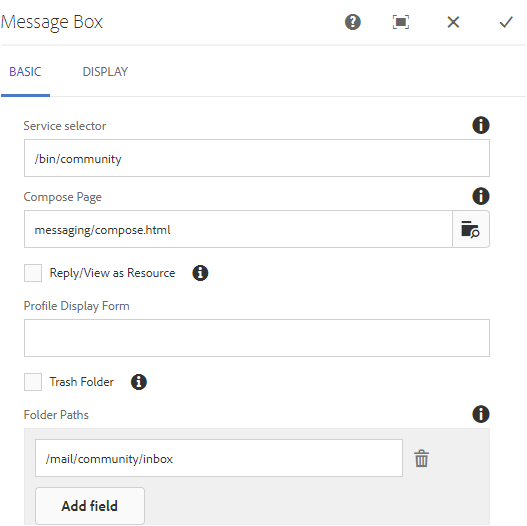 Message Box
BASIC DISPLAY
Service selector
/bin/community
Compose Page
messaging/compose.html
Reply/View as Resource
Profile Display Form
Trash Folder
Folder Paths
/mail/community/inbox
Add field